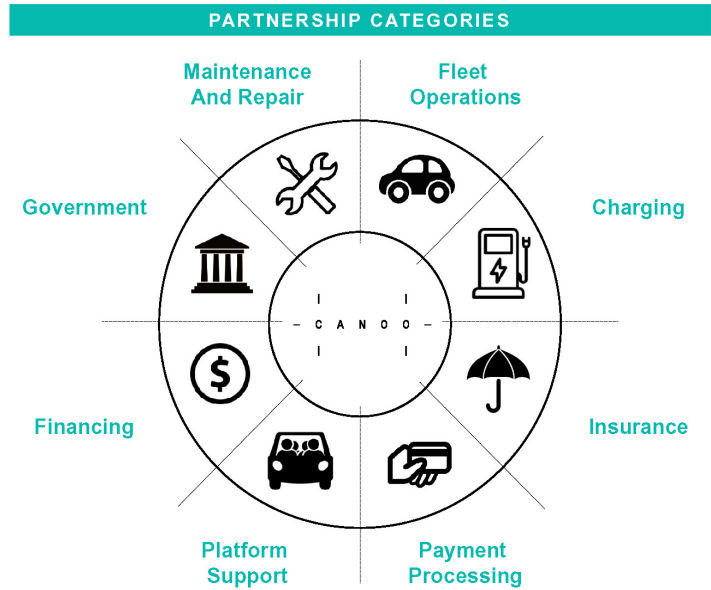 PARTNERSHIP CATEGORIES
Maintenance
And Repair
Fleet
Operations
Government
Charging
$
CANOO
Financing
Insurance
Platform
Support
Payment
Processing